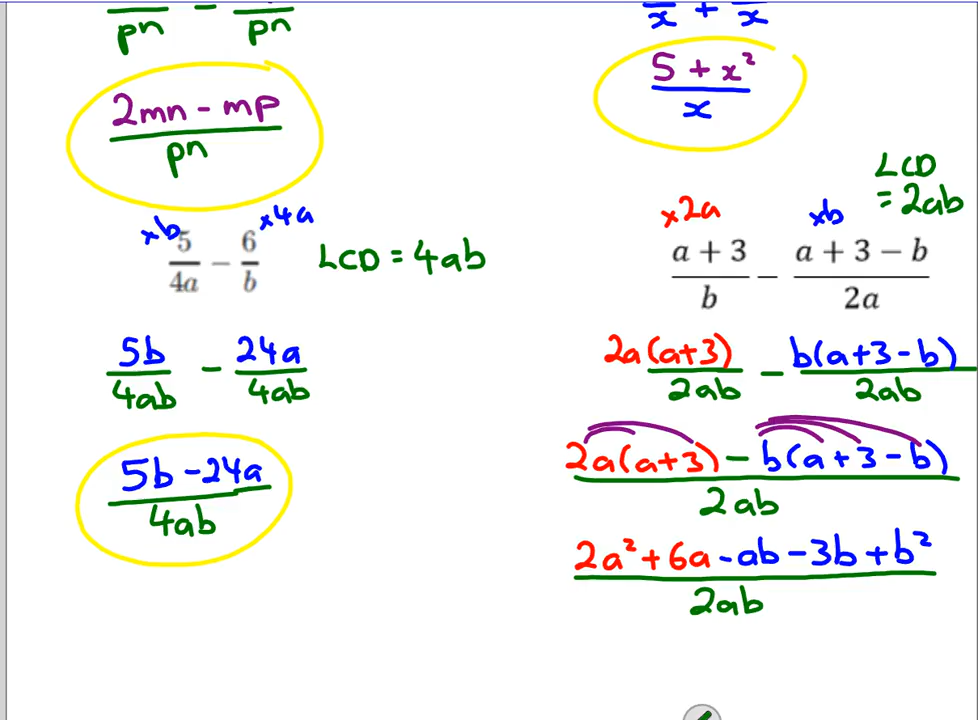 pn - pn
2mn - mp
pn
×b ×4a
5/4a - 6/b LCD = 4ab
5b/4ab - 24a/4ab
5b - 24a
4ab
x + x
5 + x²
x
LCD
= 2ab
×2a ×b
a + 3 a + 3 − b
b − 2a
2a(a+3) − b(a+3−b)
2ab 2ab
2a(a+3) − b(a+3−b)
2ab
2a² + 6a - ab - 3b + b²
2ab